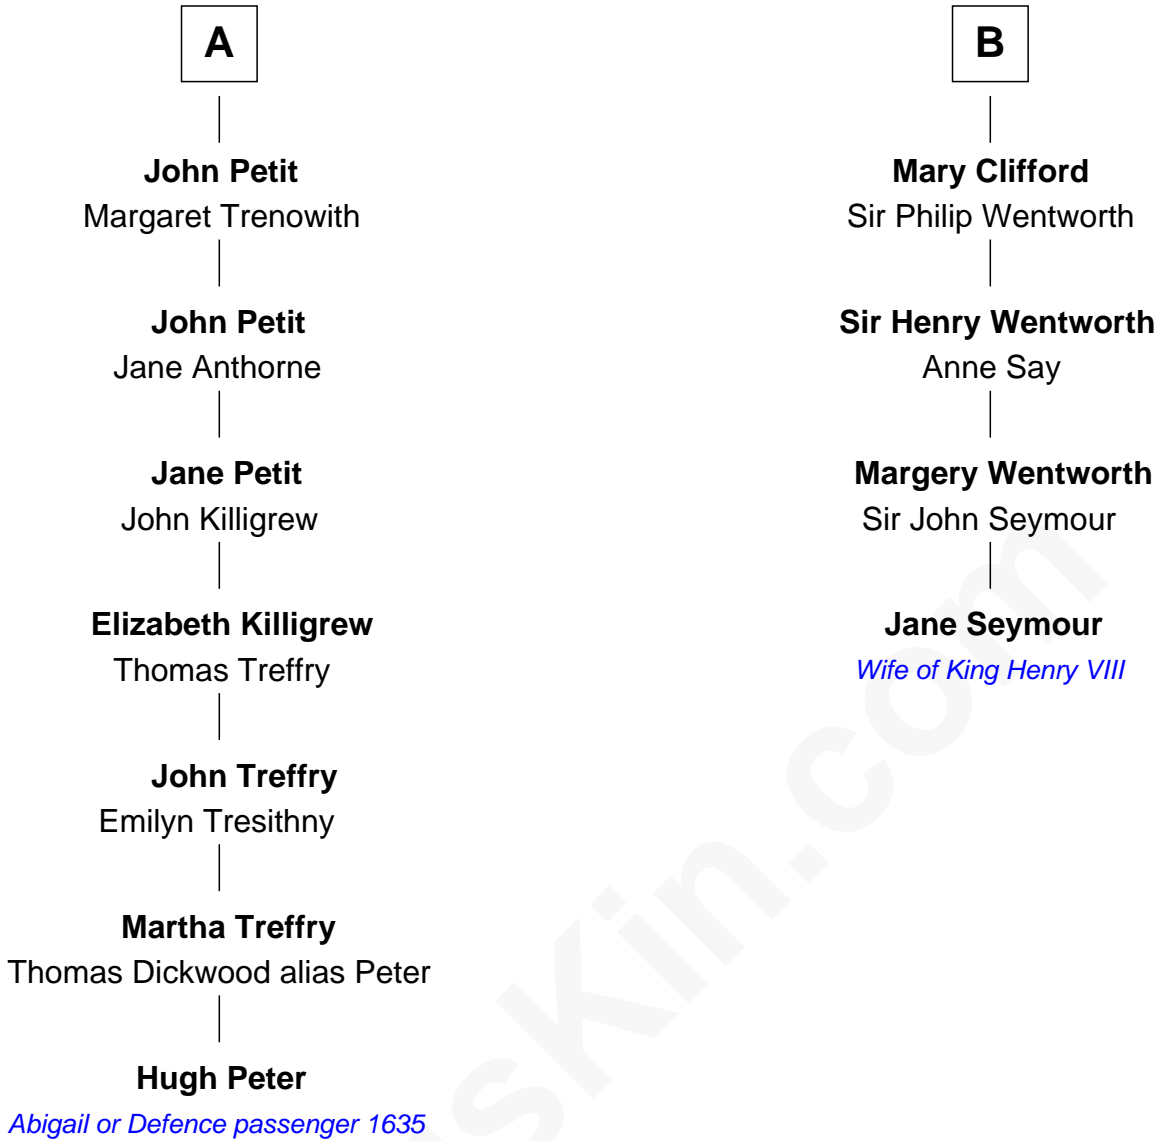 A
John Petit
Margaret Trenowith
John Petit
Jane Anthorne
Jane Petit
John Killigrew
Elizabeth Killigrew
Thomas Treffry
John Treffry
Emilyn Tresithny
Martha Treffry
Thomas Dickwood alias Peter
Hugh Peter
Abigail or Defence passenger 1635
B
Mary Clifford
Sir Philip Wentworth
Sir Henry Wentworth
Anne Say
Margery Wentworth
Sir John Seymour
Jane Seymour
Wife of King Henry VIII
sKin.com